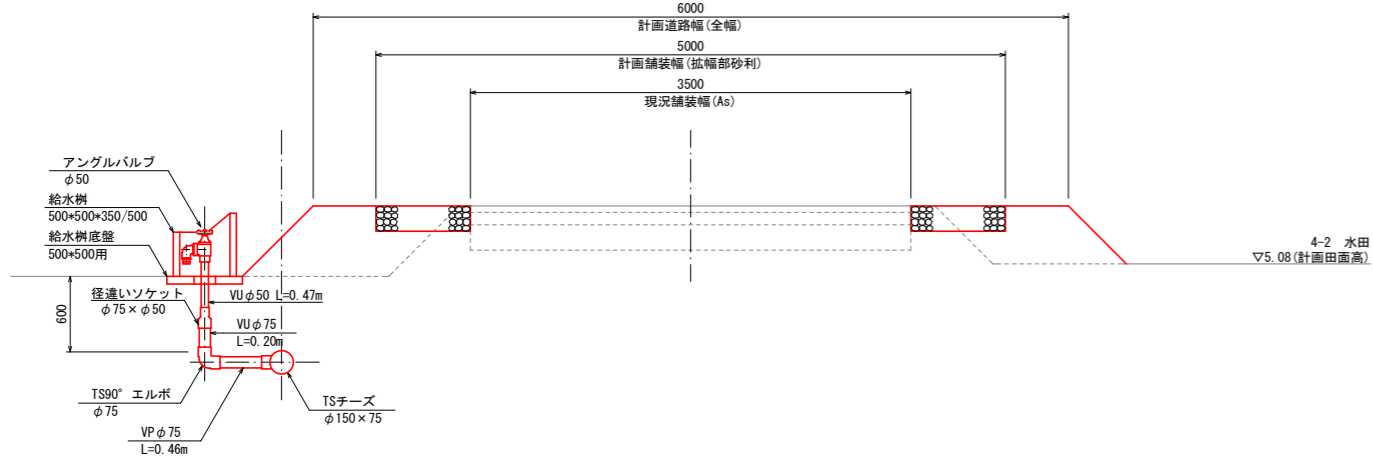 6000
計画道路幅(全幅)
5000
計画舗装幅(拡幅部砂利)
3500
現況舗装幅(As)
アングルバルブ
φ50
給水桝
500*500*350/500
給水桝底盤
500*500用
4-2 水田
▽5.08(計画田面高)
径違いソケット
φ75×φ50
VUφ50 L=0.47m
600
VUφ75
L=0.20m
TS90° エルボ
φ75
TSチーズ
φ150×75
VPφ75
L=0.46m